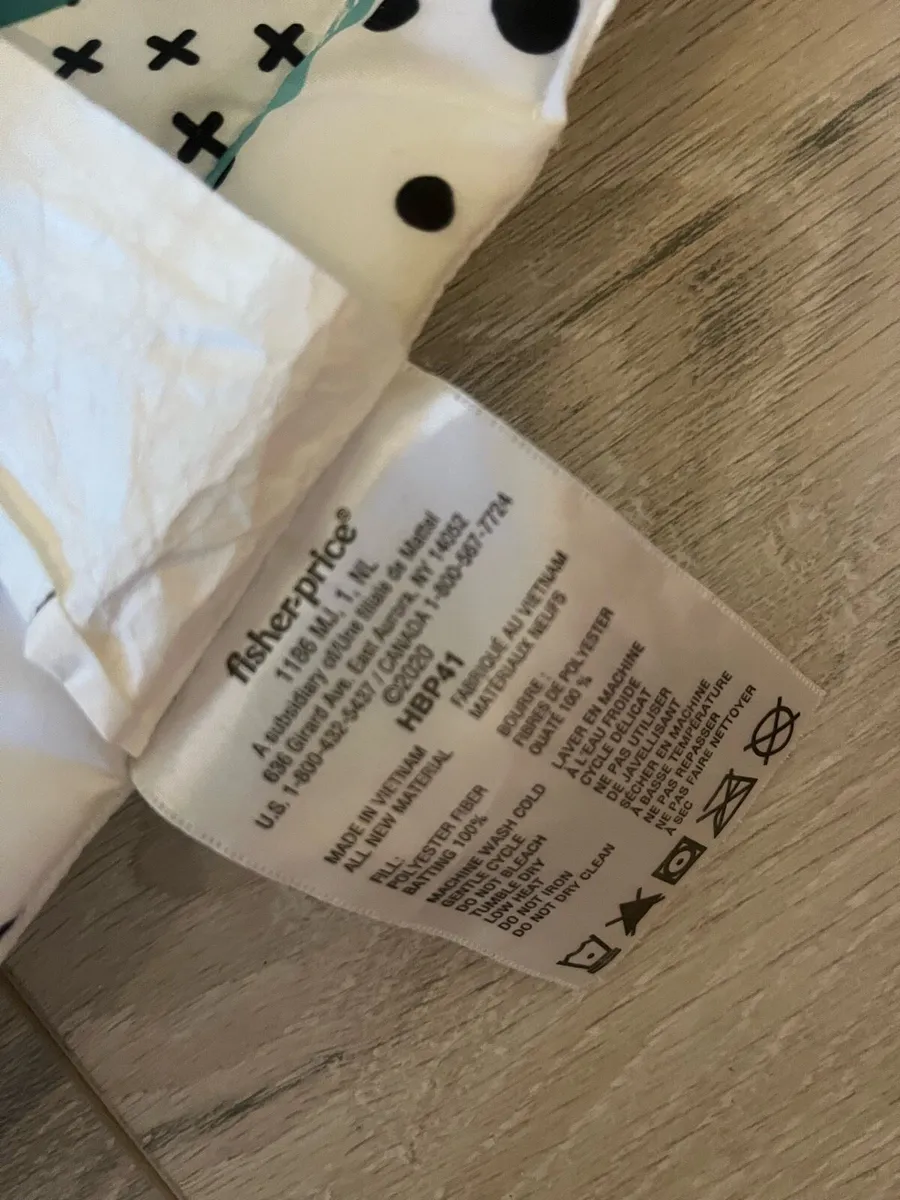 fisher-price®
1186 MJ, 1, NL
A subsidiary of/Une filiale de Mattel
636 Girard Ave. East Aurora, NY 14052
U.S. 1-800-432-5437 / CANADA 1-800-567-7724
©2020
HBP41
MADE IN VIETNAM
ALL NEW MATERIAL
FABRIQUÉ AU VIETNAM
MATERIAUX NEUFS
FILL:
POLYESTER FIBER
BATTING 100%
BOURRE :
FIBRES DE POLYESTER
OUATÉ 100 %
MACHINE WASH COLD
GENTLE CYCLE
DO NOT BLEACH
TUMBLE DRY
LOW HEAT
DO NOT IRON
DO NOT DRY CLEAN
LAVER EN MACHINE
À L'EAU FROIDE
CYCLE DÉLICAT
NE PAS UTILISER
DE JAVELLISANT
SÉCHER EN MACHINE
À BASSE TEMPÉRATURE
NE PAS REPASSER
NE PAS FAIRE NETTOYER
À SEC